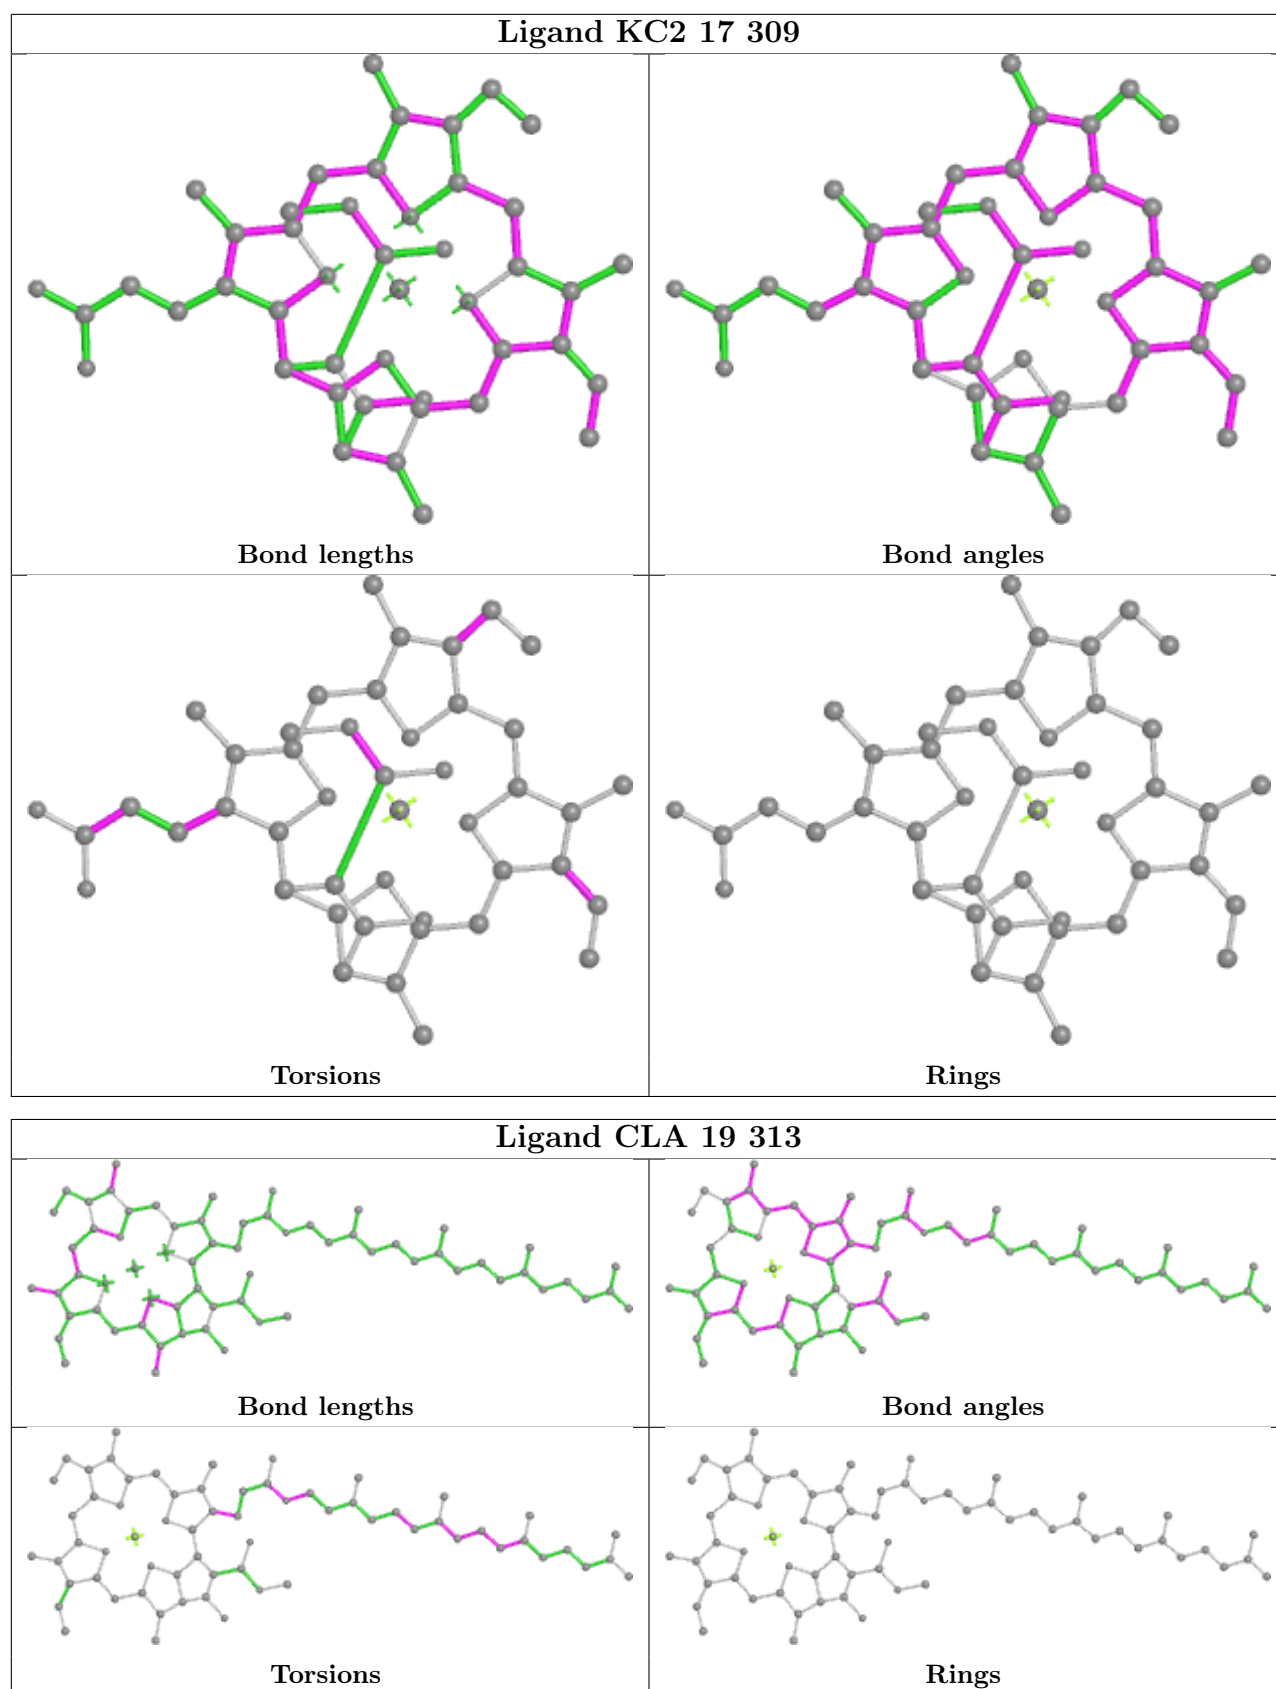 Ligand KC2 17 309
Bond lengths
Bond angles
Torsions
Rings
Ligand CLA 19 313
Bond lengths
Bond angles
Torsions
Rings